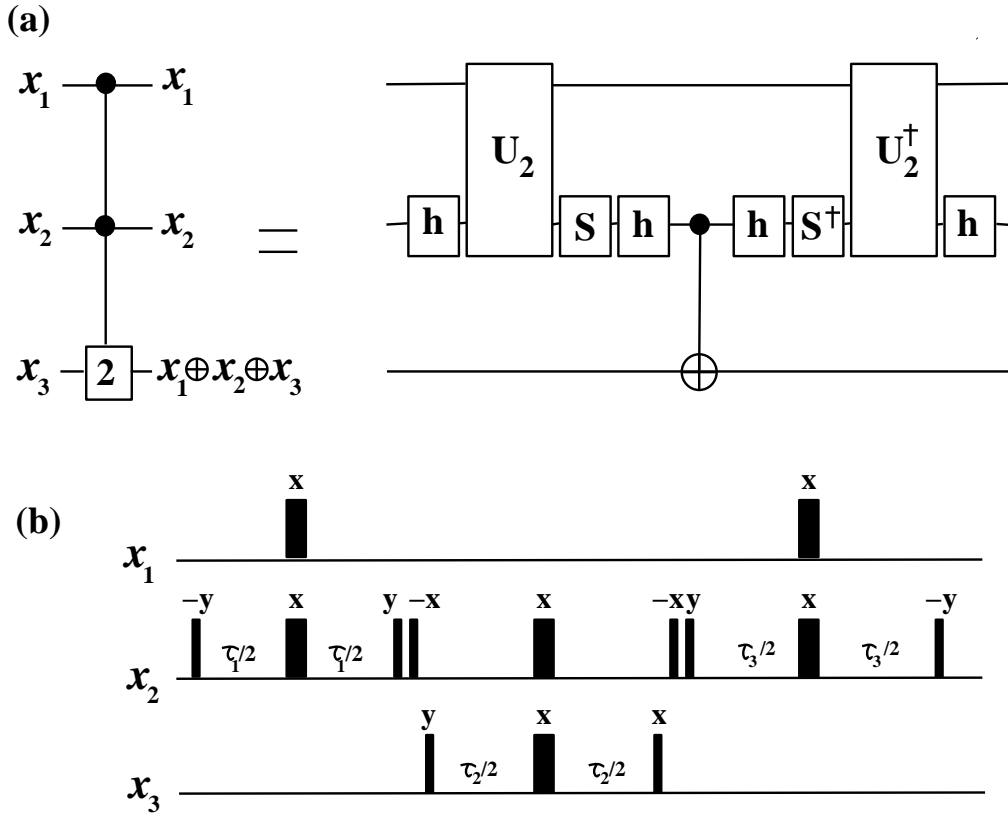 (a)
x₁ x₁
U₂ U₂†
x₂ x₂ = h S h h S† h
x₃ 2 x₁⊕x₂⊕x₃
(b)
x x
x₁
−y x y −x x −x y x −y
τ₁/2 τ₁/2 τ₃/2 τ₃/2
x₂
y x x
τ₂/2 τ₂/2
x₃